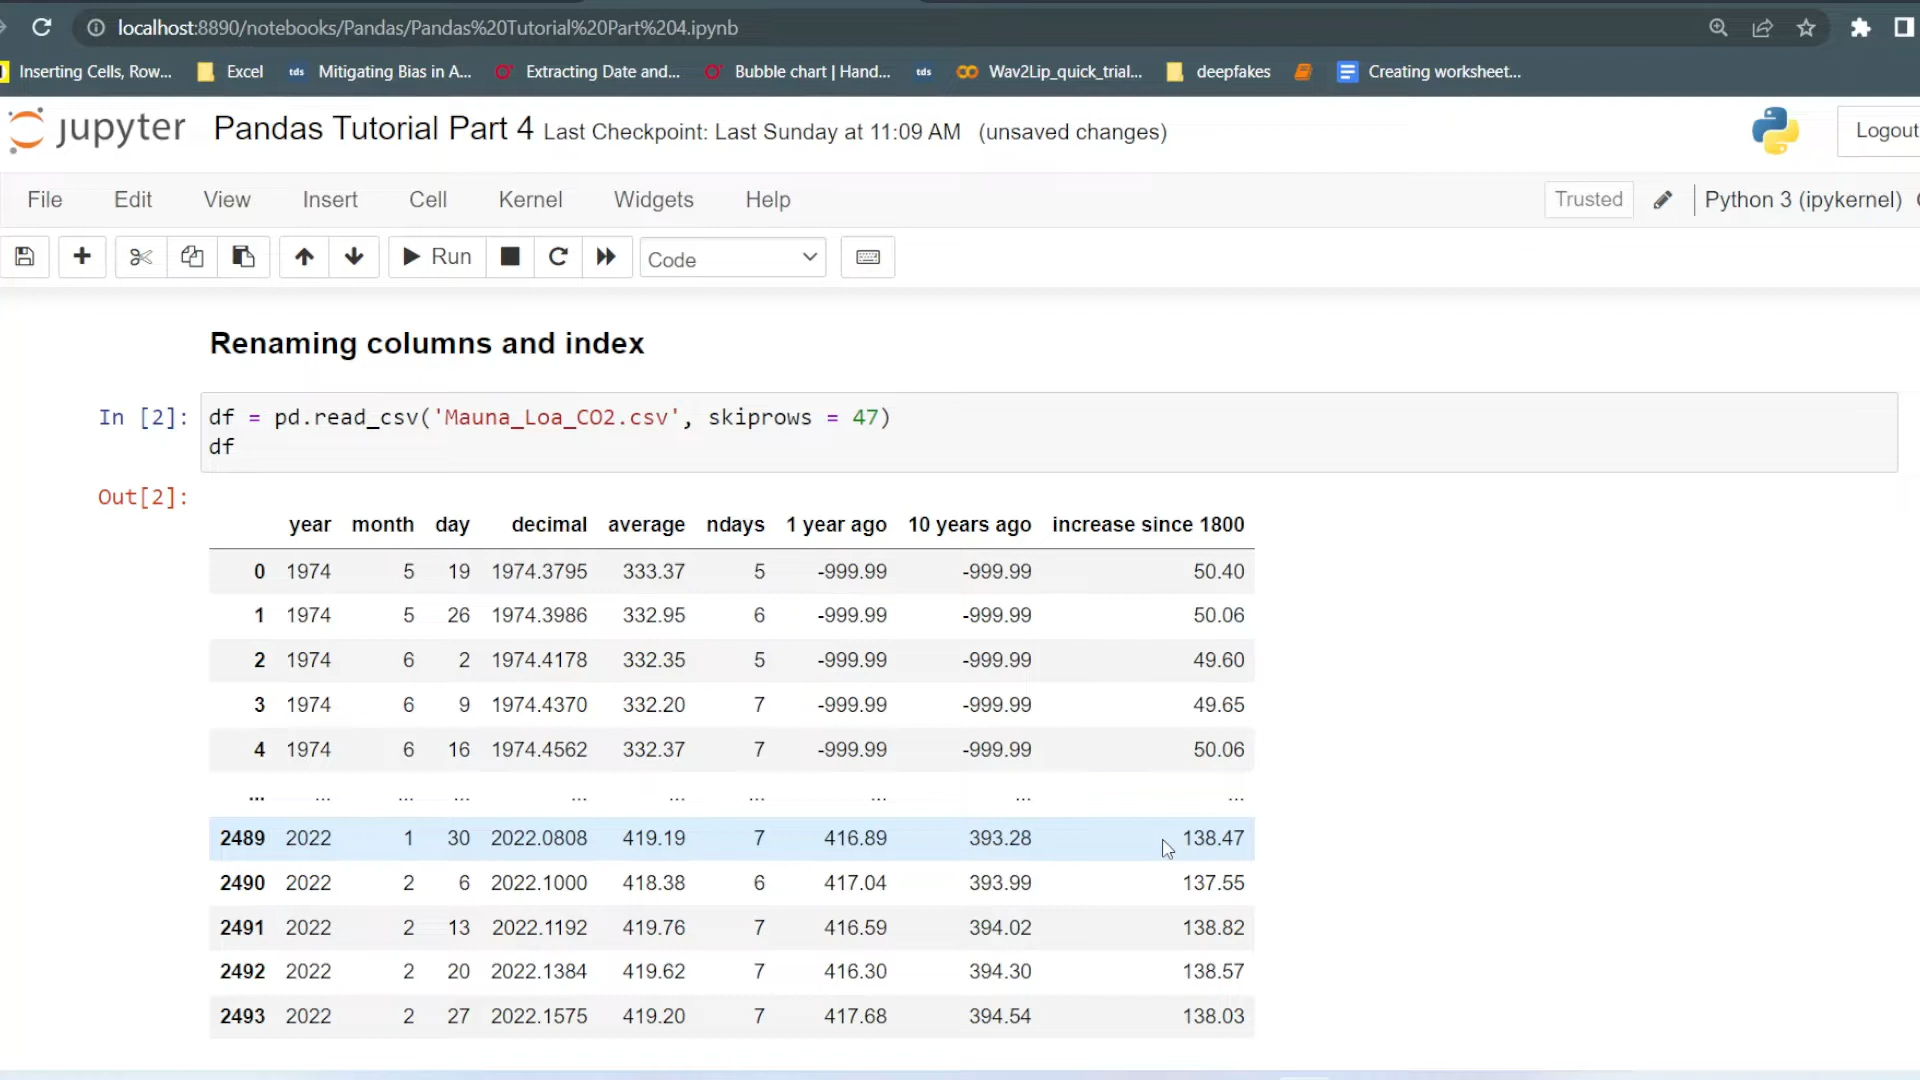 localhost:8890/notebooks/Pandas/Pandas%20Tutorial%20Part%204.ipynb
Inserting Cells, Row... Excel tds Mitigating Bias in A... Extracting Date and... Bubble chart | Hand... tds Wav2Lip_quick_trial... deepfakes Creating worksheet...
jupyter Pandas Tutorial Part 4 Last Checkpoint: Last Sunday at 11:09 AM (unsaved changes) Logout
File Edit View Insert Cell Kernel Widgets Help Trusted Python 3 (ipykernel)
Run Code
Renaming columns and index
In [2]: df = pd.read_csv('Mauna_Loa_CO2.csv', skiprows = 47)
df
Out[2]:
year month day decimal average ndays 1 year ago 10 years ago increase since 1800
0 1974 5 19 1974.3795 333.37 5 -999.99 -999.99 50.40
1 1974 5 26 1974.3986 332.95 6 -999.99 -999.99 50.06
2 1974 6 2 1974.4178 332.35 5 -999.99 -999.99 49.60
3 1974 6 9 1974.4370 332.20 7 -999.99 -999.99 49.65
4 1974 6 16 1974.4562 332.37 7 -999.99 -999.99 50.06
... ... ... ... ... ... ... ... ... ...
2489 2022 1 30 2022.0808 419.19 7 416.89 393.28 138.47
2490 2022 2 6 2022.1000 418.38 6 417.04 393.99 137.55
2491 2022 2 13 2022.1192 419.76 7 416.59 394.02 138.82
2492 2022 2 20 2022.1384 419.62 7 416.30 394.30 138.57
2493 2022 2 27 2022.1575 419.20 7 417.68 394.54 138.03